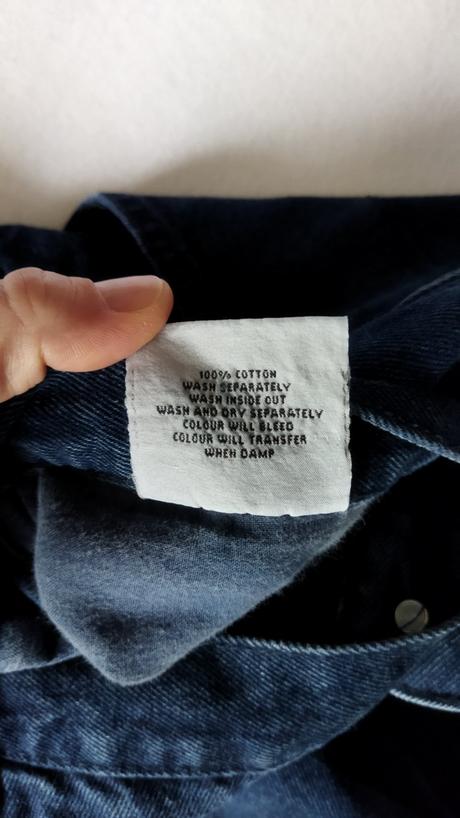 100% COTTON
WASH SEPARATELY
WASH INSIDE OUT
WASH AND DRY SEPARATELY
COLOUR WILL BLEED
COLOUR WILL TRANSFER
WHEN DAMP